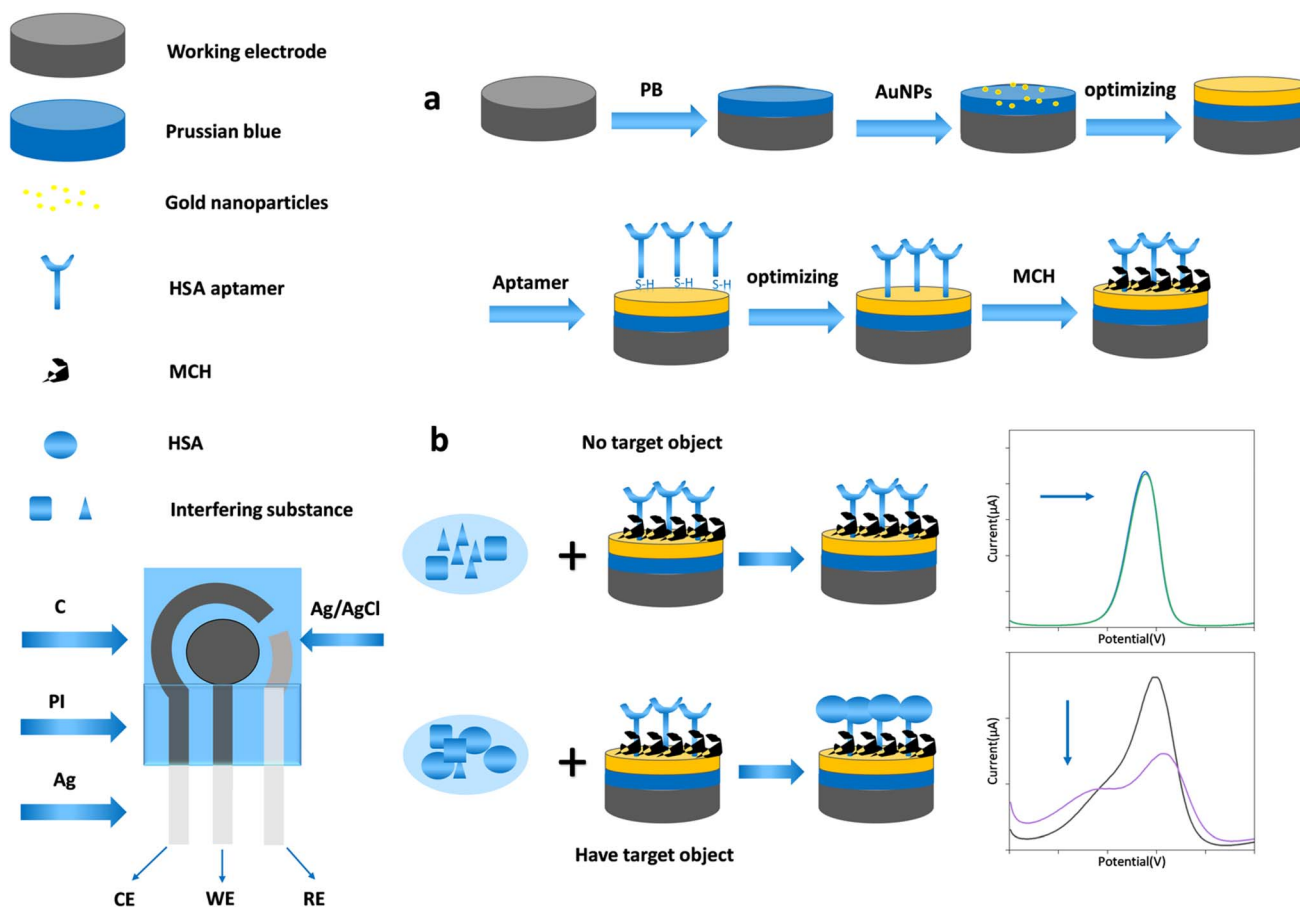 Working electrode
Prussian blue
Gold nanoparticles
HSA aptamer
MCH
HSA
Interfering substance
C
Ag/AgCl
PI
Ag
CE
WE
RE
a
PB
AuNPs
optimizing
Aptamer
S-H
S-H
S-H
optimizing
MCH
b
No target object
+
Current(μA)
Potential(V)
+
Have target object
Current(μA)
Potential(V)